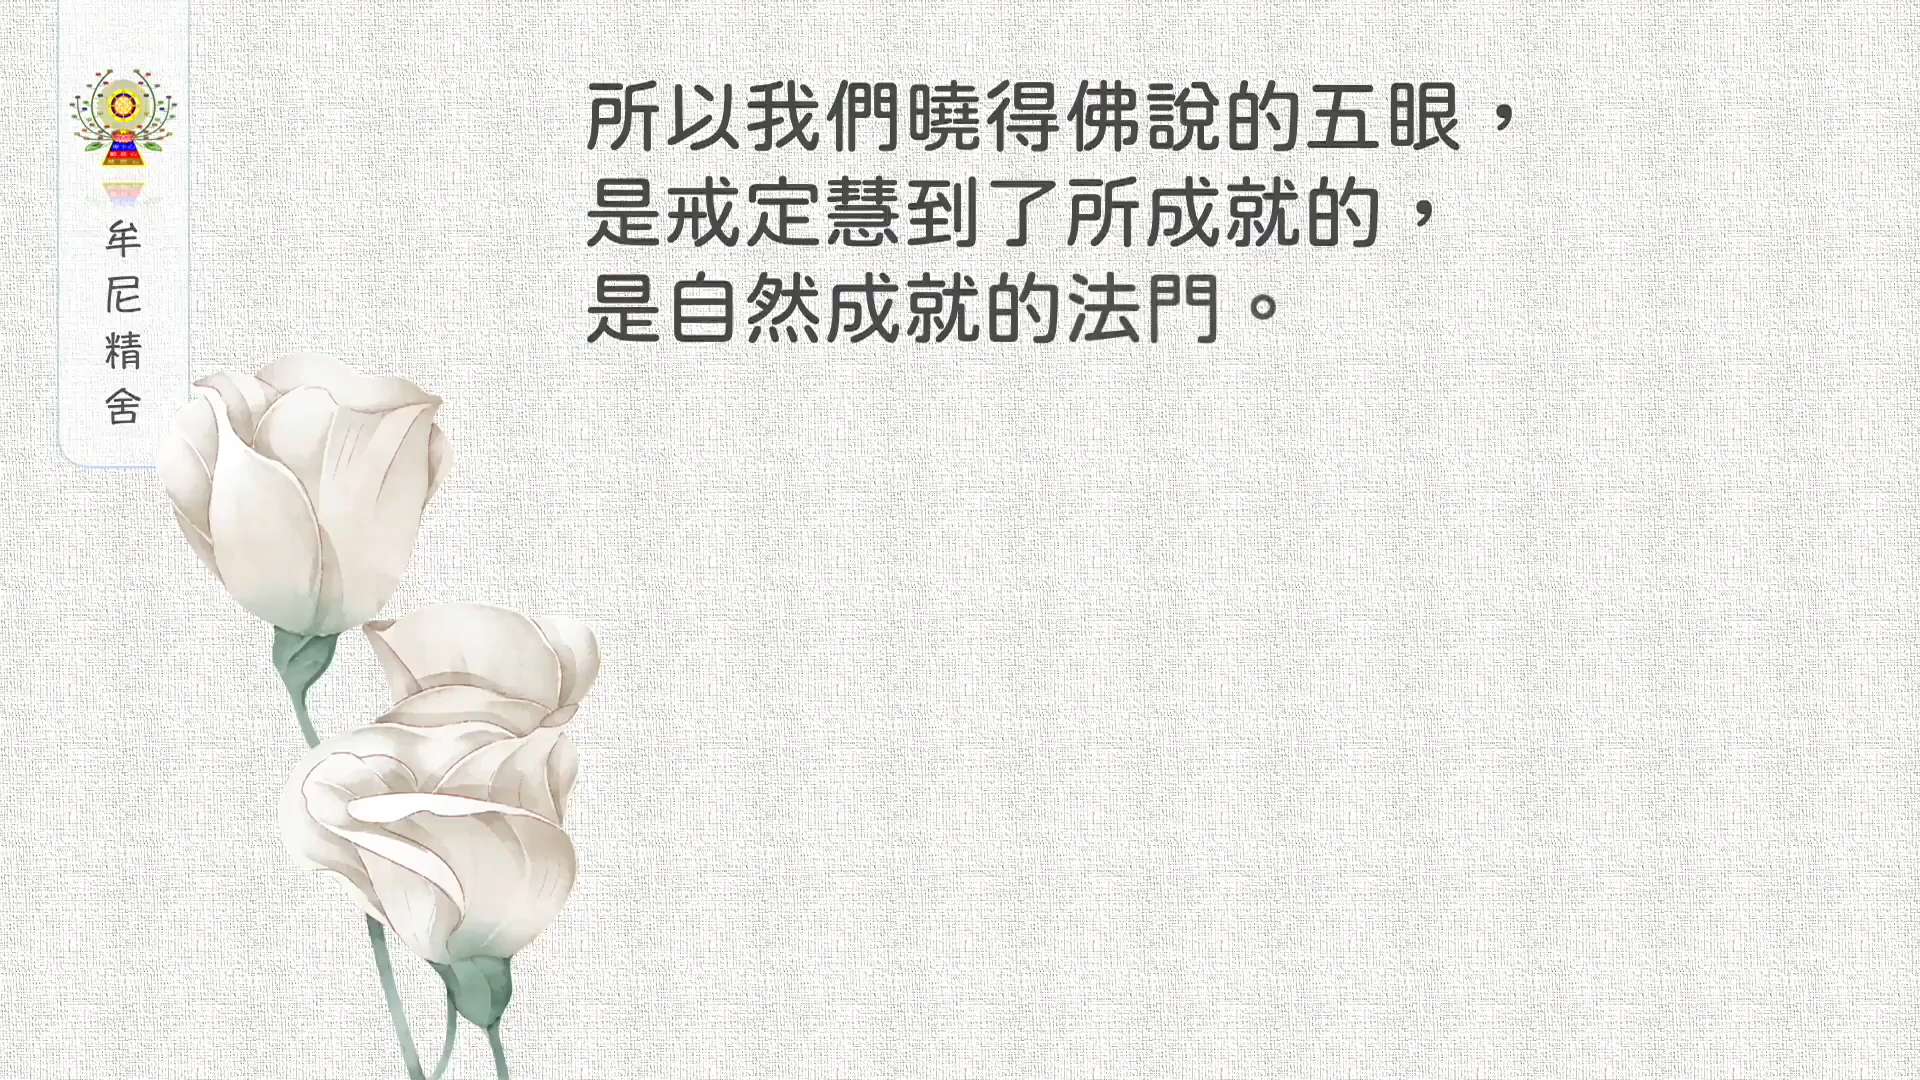 牟尼精舍
所以我們曉得佛說的五眼，
是戒定慧到了所成就的，
是自然成就的法門。